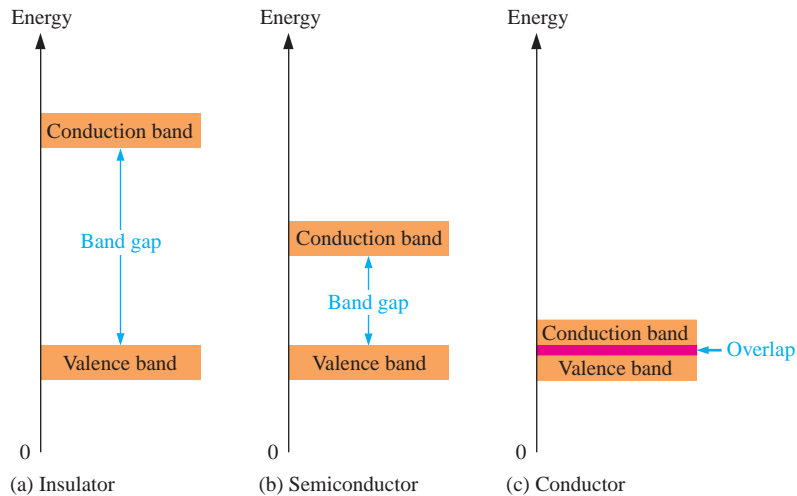 Energy
Conduction band
Band gap
Valence band
0
(a) Insulator
Energy
Conduction band
Band gap
Valence band
0
(b) Semiconductor
Energy
Conduction band
Overlap
Valence band
0
(c) Conductor